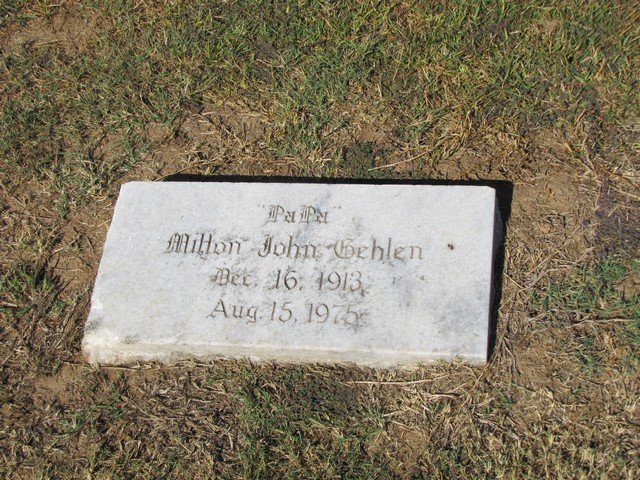 "PaPa"
Milton John Gehlen
Dec. 16, 1913
Aug. 15, 1975